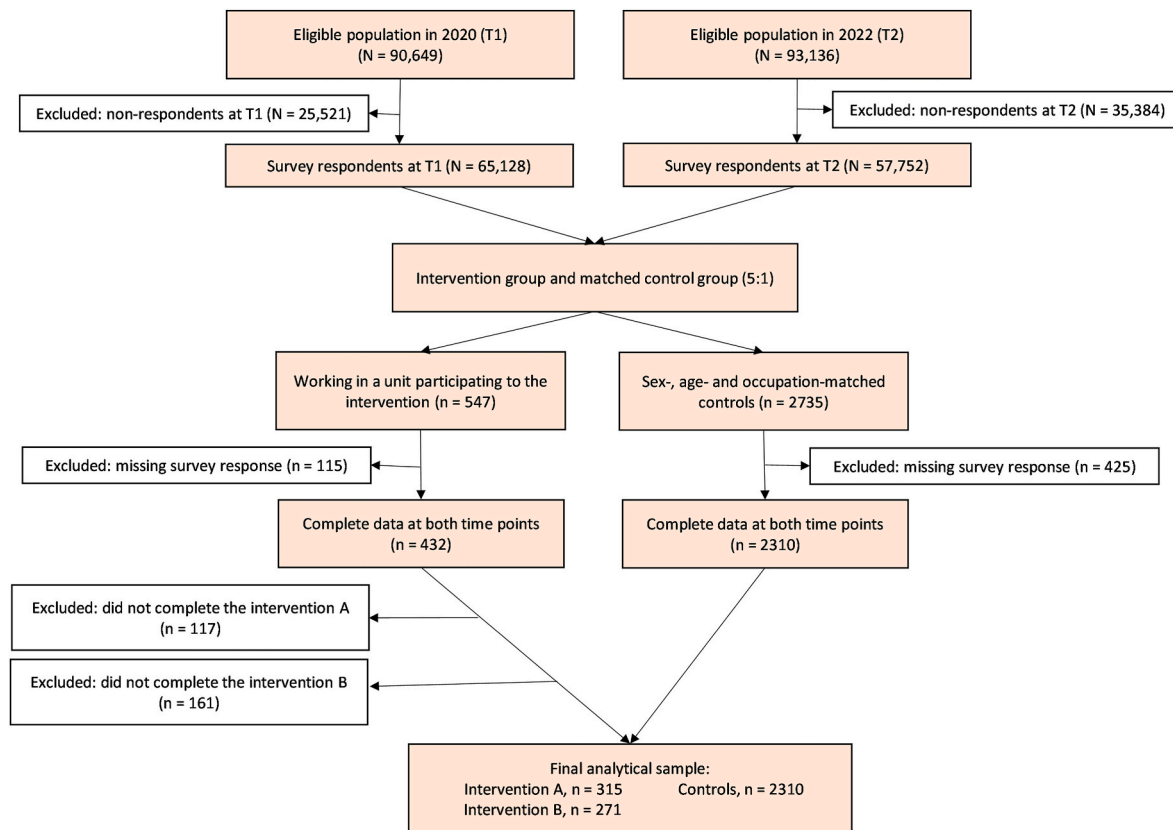 Eligible population in 2020 (T1)
(N = 90,649)
Eligible population in 2022 (T2)
(N = 93,136)
Excluded: non-respondents at T1 (N = 25,521)
Excluded: non-respondents at T2 (N = 35,384)
Survey respondents at T1 (N = 65,128)
Survey respondents at T2 (N = 57,752)
Intervention group and matched control group (5:1)
Working in a unit participating to the
intervention (n = 547)
Sex-, age- and occupation-matched
controls (n = 2735)
Excluded: missing survey response (n = 115)
Excluded: missing survey response (n = 425)
Complete data at both time points
(n = 432)
Complete data at both time points
(n = 2310)
Excluded: did not complete the intervention A
(n = 117)
Excluded: did not complete the intervention B
(n = 161)
Final analytical sample:
Intervention A, n = 315 Controls, n = 2310
Intervention B, n = 271